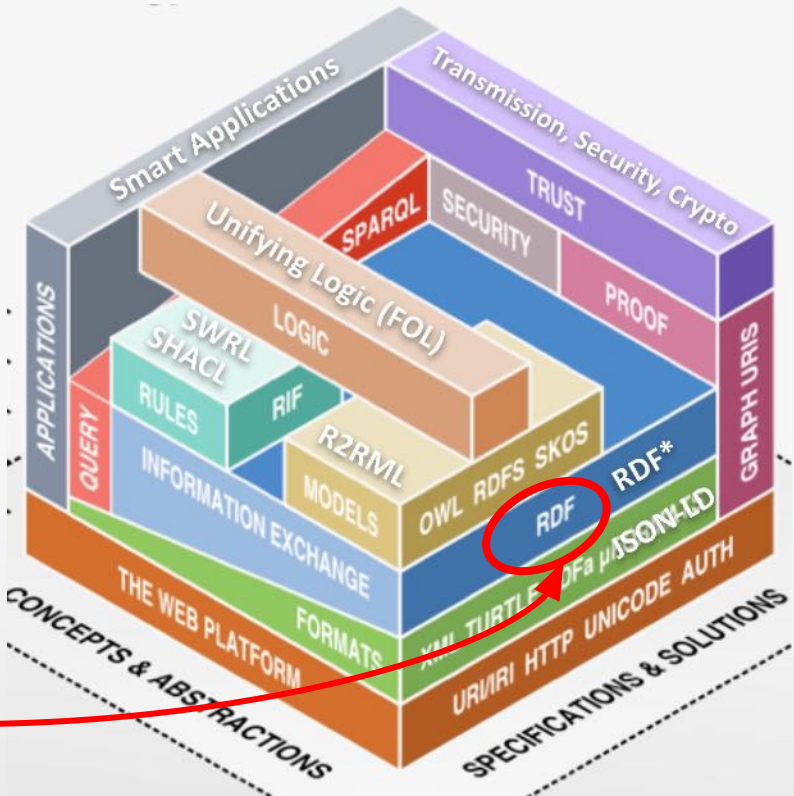 Smart Applications
Transmission, Security, Crypto
TRUST
SPARQL
SECURITY
PROOF
Unifying Logic (FOL)
LOGIC
APPLICATIONS
SWRL
SHACL
RULES
RIF
GRAPH URIS
QUERY
R2RML
MODELS
OWL RDFS SKOS
INFORMATION EXCHANGE
RDF
RDF*
FORMATS
XML TURTLE RDFa
JSON-LD
THE WEB PLATFORM
URI/IRI HTTP UNICODE AUTH
CONCEPTS & ABSTRACTIONS
SPECIFICATIONS & SOLUTIONS